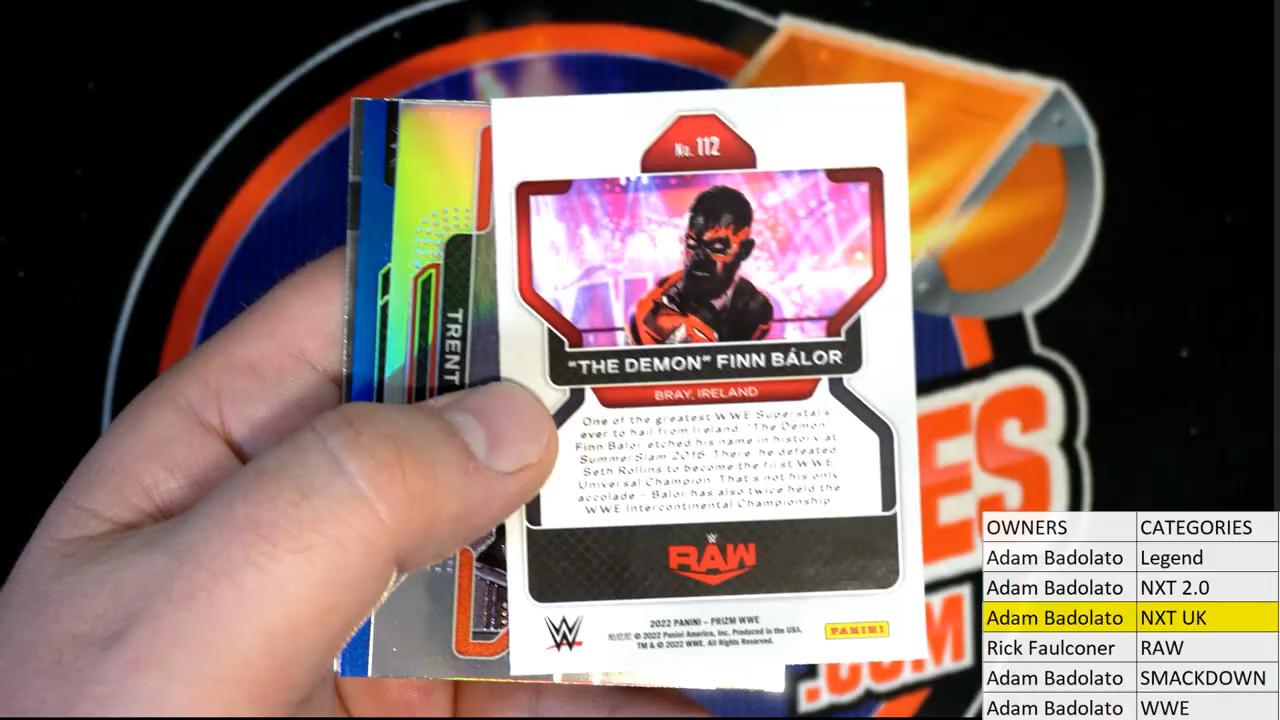 No. 112
"THE DEMON" FINN BÁLOR
BRAY, IRELAND
One of the greatest WWE Superstars
ever to hail from Ireland, "The Demon"
Finn Bálor etched his name in history at
SummerSlam 2016. There, he defeated
Seth Rollins to become the first WWE
Universal Champion. That's not his only
accolade – Bálor has also twice held the
WWE Intercontinental Championship
W
RAW
W
2022 PANINI – PRIZM WWE
© 2022 Panini America, Inc. Produced in the USA.
TM & © 2022 WWE. All Rights Reserved.
PANINI
TRENT
ES
.COM
OWNERS CATEGORIES
Adam Badolato Legend
Adam Badolato NXT 2.0
Adam Badolato NXT UK
Rick Faulconer RAW
Adam Badolato SMACKDOWN
Adam Badolato WWE